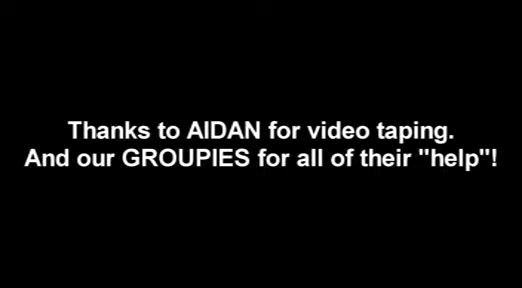 Thanks to AIDAN for video taping.
And our GROUPIES for all of their "help"!